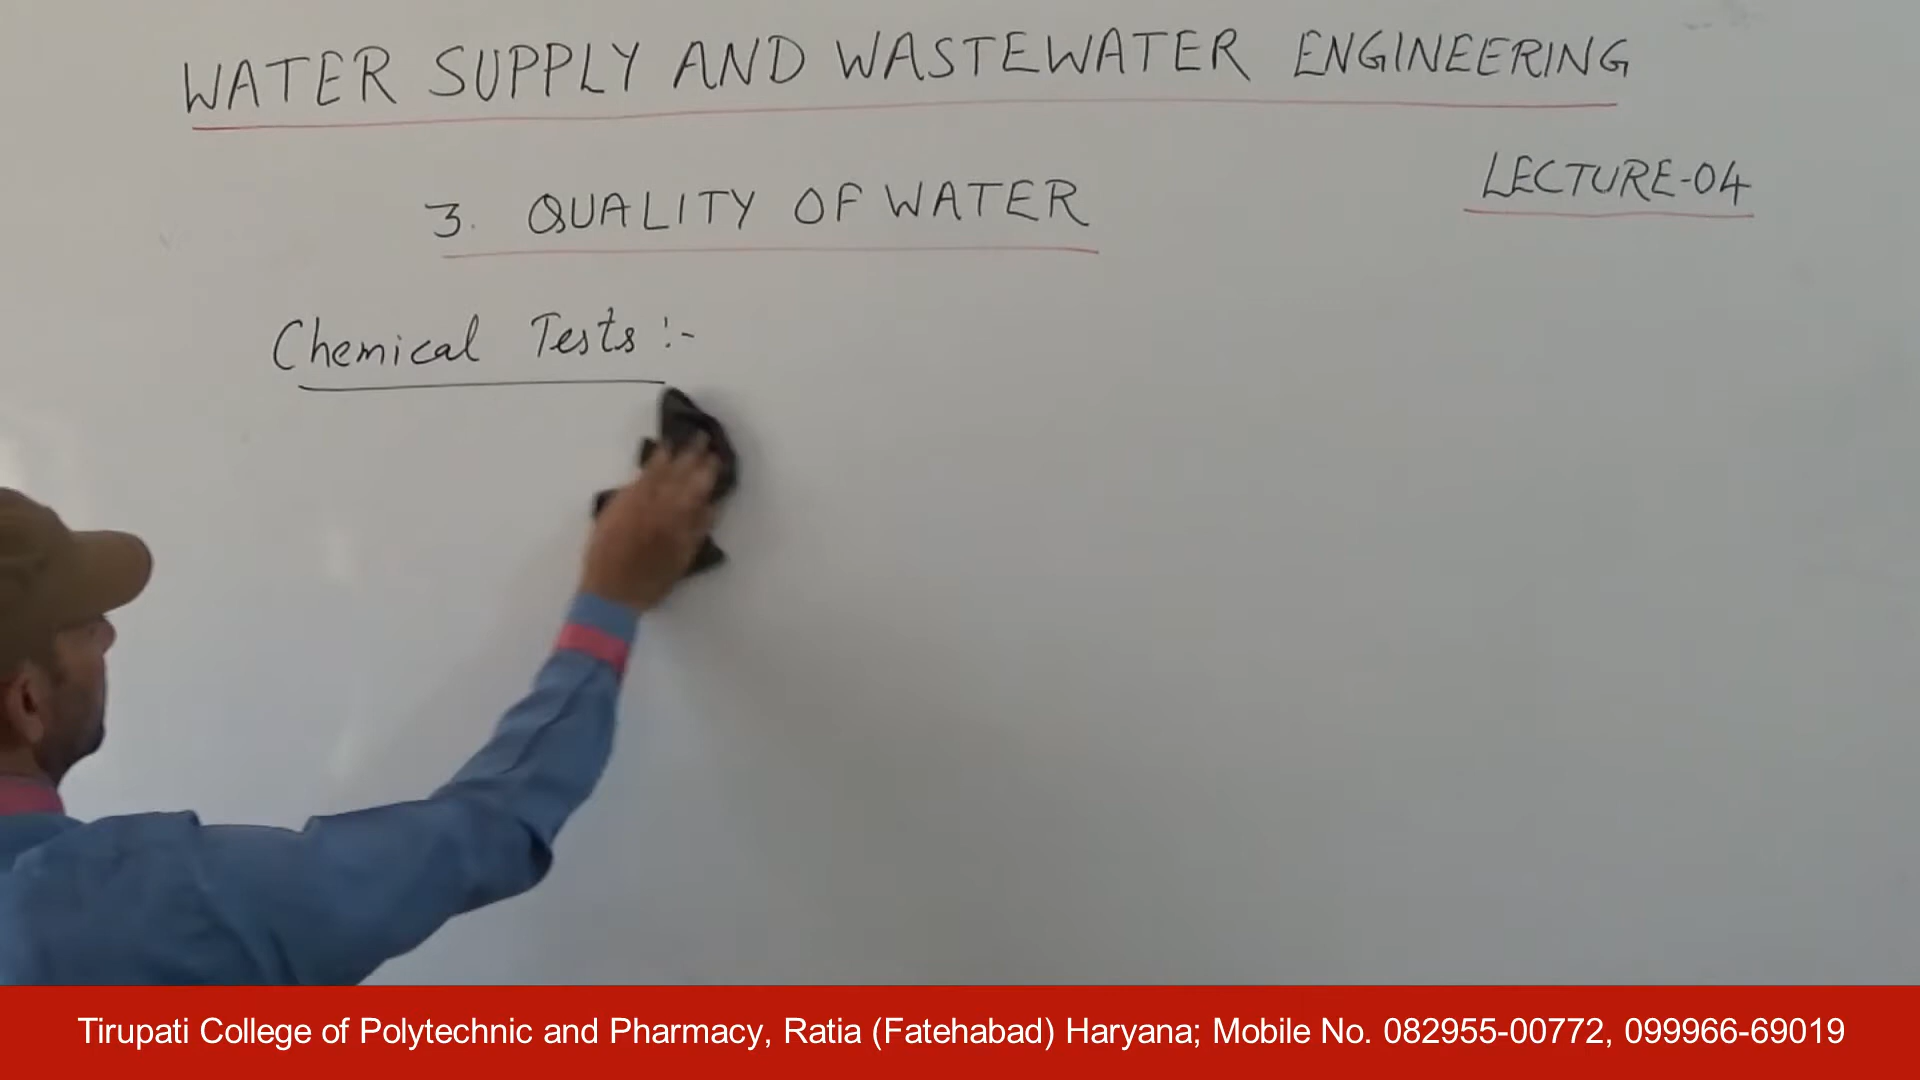 WATER SUPPLY AND WASTEWATER ENGINEERING
LECTURE-04
3. QUALITY OF WATER
Chemical Tests :-
Tirupati College of Polytechnic and Pharmacy, Ratia (Fatehabad) Haryana; Mobile No. 082955-00772, 099966-69019